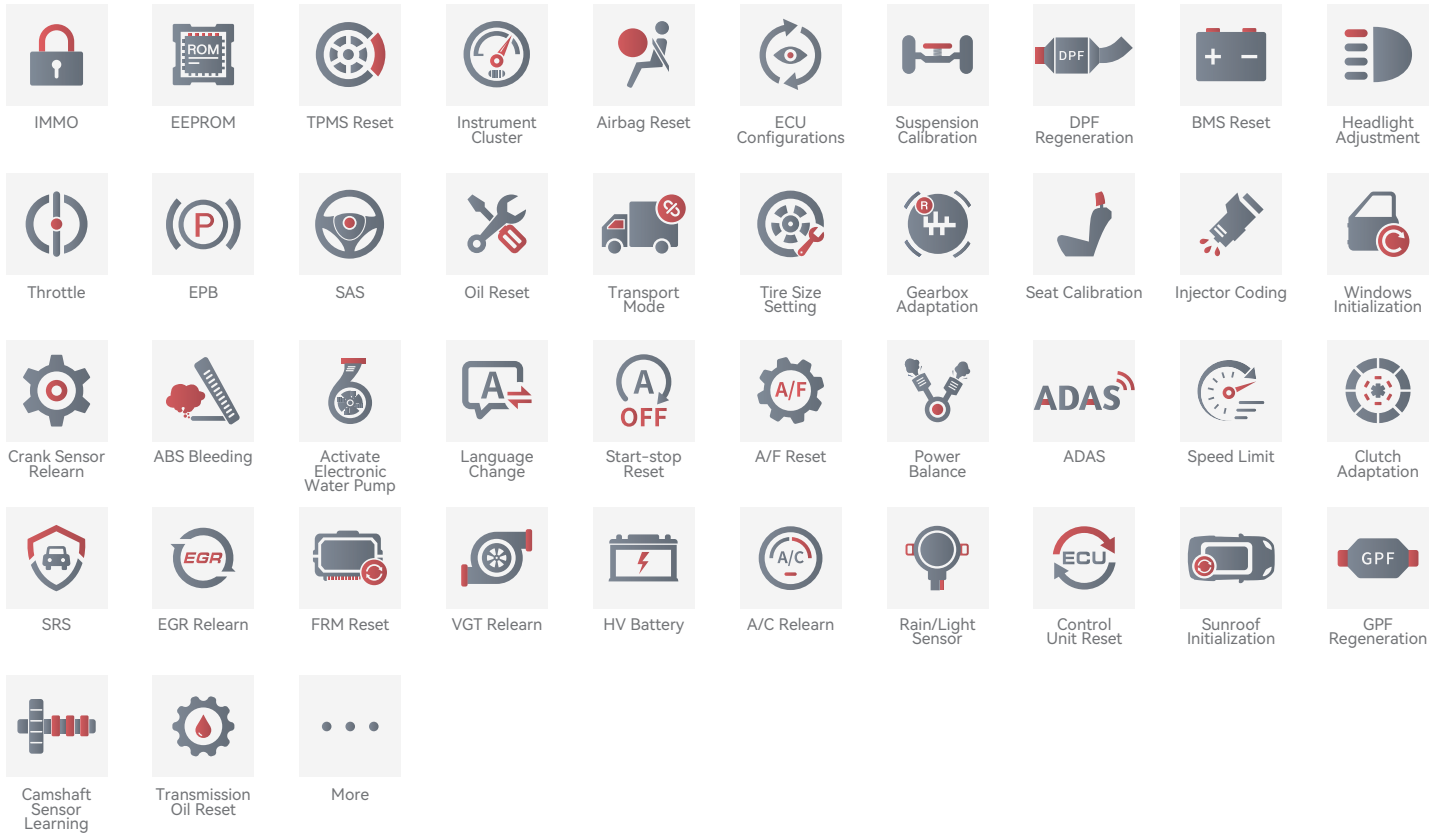 ROM
DPF
IMMO
EEPROM
TPMS Reset
Instrument
Cluster
Airbag Reset
ECU
Configurations
Suspension
Calibration
DPF
Regeneration
BMS Reset
Headlight
Adjustment
P
R
Throttle
EPB
SAS
Oil Reset
Transport
Mode
Tire Size
Setting
Gearbox
Adaptation
Seat Calibration
Injector Coding
Windows
Initialization
A
A
OFF
A/F
ADAS
Crank Sensor
Relearn
ABS Bleeding
Activate
Electronic
Water Pump
Language
Change
Start-stop
Reset
A/F Reset
Power
Balance
ADAS
Speed Limit
Clutch
Adaptation
EGR
A/C
ECU
GPF
SRS
EGR Relearn
FRM Reset
VGT Relearn
HV Battery
A/C Relearn
Rain/Light
Sensor
Control
Unit Reset
Sunroof
Initialization
GPF
Regeneration
Camshaft
Sensor
Learning
Transmission
Oil Reset
More